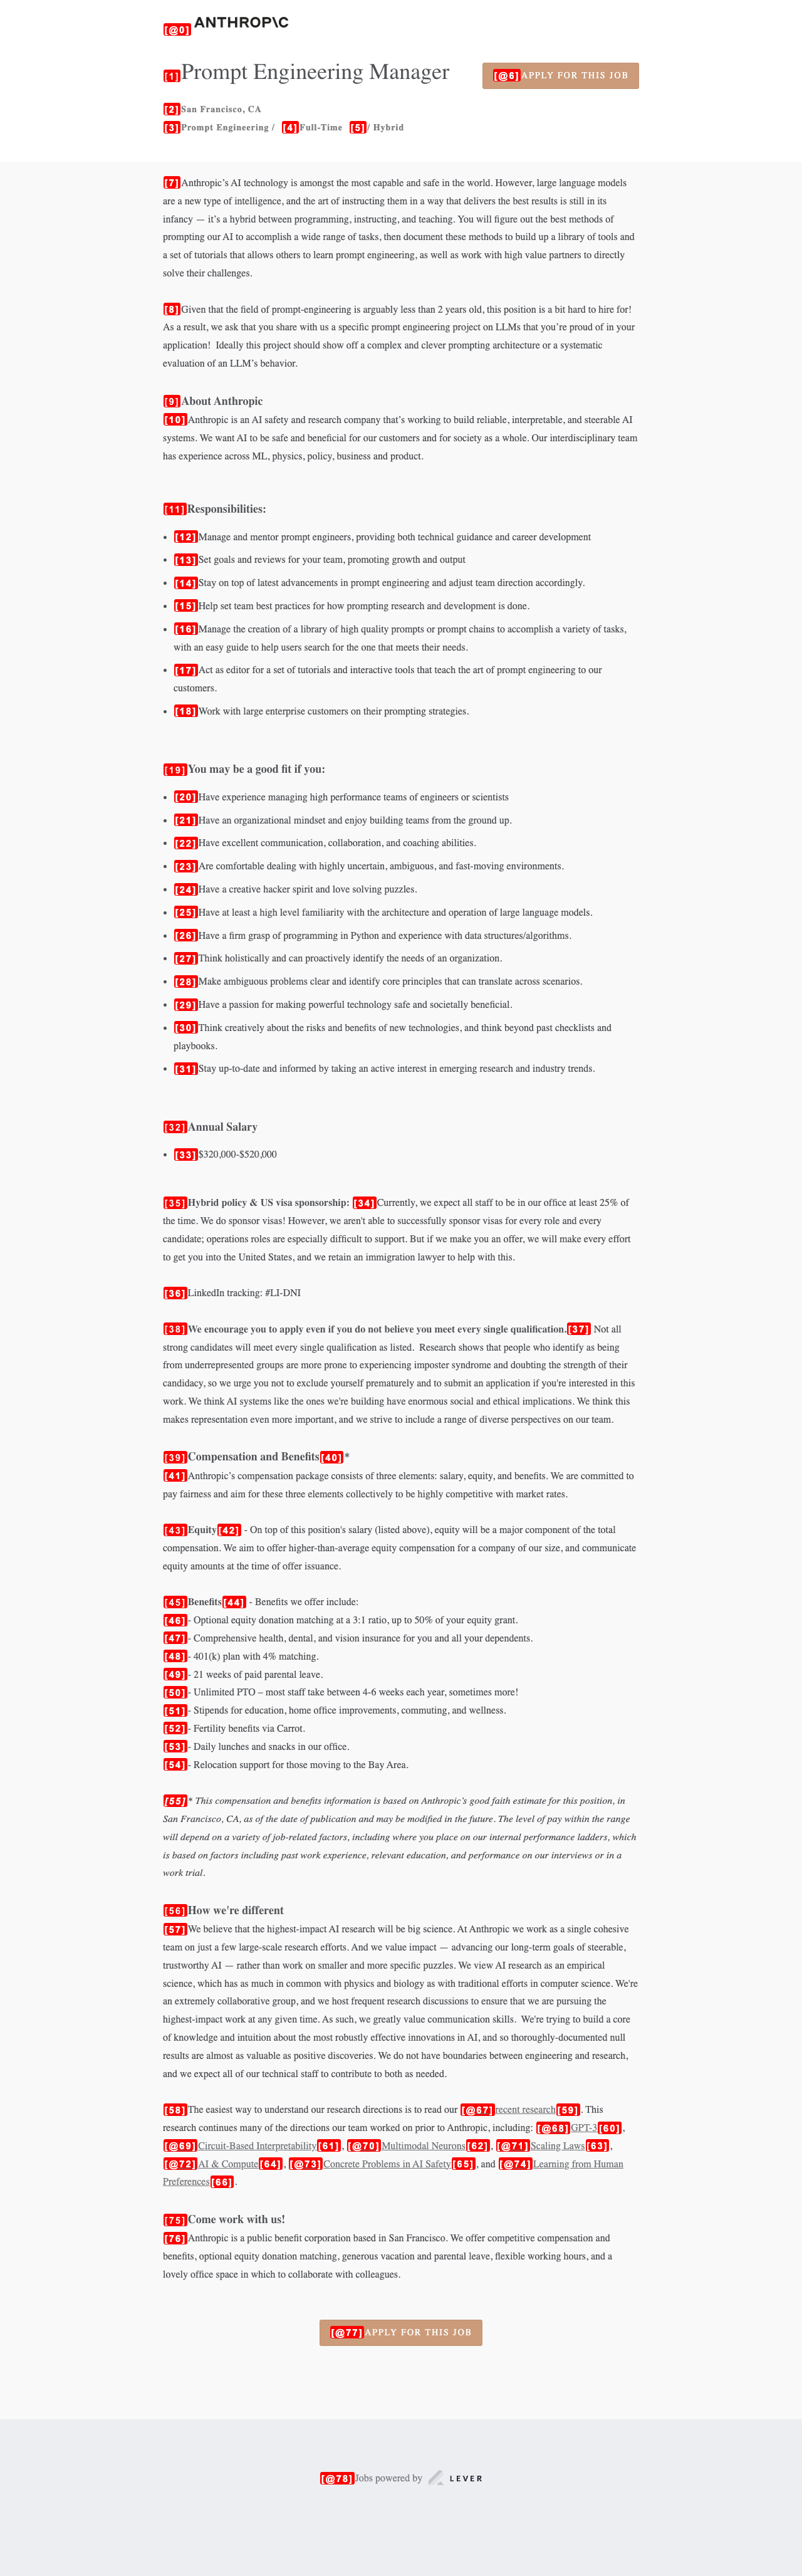 [@0] ANTHROP\C
[1] Prompt Engineering Manager
[@6] APPLY FOR THIS JOB
[2] San Francisco, CA
[3] Prompt Engineering / [4] Full-Time [5] / Hybrid
[7] Anthropic's AI technology is amongst the most capable and safe in the world. However, large language models
are a new type of intelligence, and the art of instructing them in a way that delivers the best results is still in its
infancy — it's a hybrid between programming, instructing, and teaching. You will figure out the best methods of
prompting our AI to accomplish a wide range of tasks, then document these methods to build up a library of tools and
a set of tutorials that allows others to learn prompt engineering, as well as work with high value partners to directly
solve their challenges.
[8] Given that the field of prompt-engineering is arguably less than 2 years old, this position is a bit hard to hire for!
As a result, we ask that you share with us a specific prompt engineering project on LLMs that you're proud of in your
application!  Ideally this project should show off a complex and clever prompting architecture or a systematic
evaluation of an LLM's behavior.
[9] About Anthropic
[10] Anthropic is an AI safety and research company that's working to build reliable, interpretable, and steerable AI
systems. We want AI to be safe and beneficial for our customers and for society as a whole. Our interdisciplinary team
has experience across ML, physics, policy, business and product.
[11] Responsibilities:
• [12] Manage and mentor prompt engineers, providing both technical guidance and career development
• [13] Set goals and reviews for your team, promoting growth and output
• [14] Stay on top of latest advancements in prompt engineering and adjust team direction accordingly.
• [15] Help set team best practices for how prompting research and development is done.
• [16] Manage the creation of a library of high quality prompts or prompt chains to accomplish a variety of tasks,
with an easy guide to help users search for the one that meets their needs.
• [17] Act as editor for a set of tutorials and interactive tools that teach the art of prompt engineering to our
customers.
• [18] Work with large enterprise customers on their prompting strategies.
[19] You may be a good fit if you:
• [20] Have experience managing high performance teams of engineers or scientists
• [21] Have an organizational mindset and enjoy building teams from the ground up.
• [22] Have excellent communication, collaboration, and coaching abilities.
• [23] Are comfortable dealing with highly uncertain, ambiguous, and fast-moving environments.
• [24] Have a creative hacker spirit and love solving puzzles.
• [25] Have at least a high level familiarity with the architecture and operation of large language models.
• [26] Have a firm grasp of programming in Python and experience with data structures/algorithms.
• [27] Think holistically and can proactively identify the needs of an organization.
• [28] Make ambiguous problems clear and identify core principles that can translate across scenarios.
• [29] Have a passion for making powerful technology safe and societally beneficial.
• [30] Think creatively about the risks and benefits of new technologies, and think beyond past checklists and
playbooks.
• [31] Stay up-to-date and informed by taking an active interest in emerging research and industry trends.
[32] Annual Salary
• [33] $320,000-$520,000
[35] Hybrid policy & US visa sponsorship: [34] Currently, we expect all staff to be in our office at least 25% of
the time. We do sponsor visas! However, we aren't able to successfully sponsor visas for every role and every
candidate; operations roles are especially difficult to support. But if we make you an offer, we will make every effort
to get you into the United States, and we retain an immigration lawyer to help with this.
[36] LinkedIn tracking: #LI-DNI
[38] We encourage you to apply even if you do not believe you meet every single qualification. [37] Not all
strong candidates will meet every single qualification as listed.  Research shows that people who identify as being
from underrepresented groups are more prone to experiencing imposter syndrome and doubting the strength of their
candidacy, so we urge you not to exclude yourself prematurely and to submit an application if you're interested in this
work. We think AI systems like the ones we're building have enormous social and ethical implications. We think this
makes representation even more important, and we strive to include a range of diverse perspectives on our team.
[39] Compensation and Benefits [40] *
[41] Anthropic's compensation package consists of three elements: salary, equity, and benefits. We are committed to
pay fairness and aim for these three elements collectively to be highly competitive with market rates.
[43] Equity [42] - On top of this position's salary (listed above), equity will be a major component of the total
compensation. We aim to offer higher-than-average equity compensation for a company of our size, and communicate
equity amounts at the time of offer issuance.
[45] Benefits [44] - Benefits we offer include:
[46] - Optional equity donation matching at a 3:1 ratio, up to 50% of your equity grant.
[47] - Comprehensive health, dental, and vision insurance for you and all your dependents.
[48] - 401(k) plan with 4% matching.
[49] - 21 weeks of paid parental leave.
[50] - Unlimited PTO – most staff take between 4-6 weeks each year, sometimes more!
[51] - Stipends for education, home office improvements, commuting, and wellness.
[52] - Fertility benefits via Carrot.
[53] - Daily lunches and snacks in our office.
[54] - Relocation support for those moving to the Bay Area.
[55] * This compensation and benefits information is based on Anthropic's good faith estimate for this position, in
San Francisco, CA, as of the date of publication and may be modified in the future. The level of pay within the range
will depend on a variety of job-related factors, including where you place on our internal performance ladders, which
is based on factors including past work experience, relevant education, and performance on our interviews or in a
work trial.
[56] How we're different
[57] We believe that the highest-impact AI research will be big science. At Anthropic we work as a single cohesive
team on just a few large-scale research efforts. And we value impact — advancing our long-term goals of steerable,
trustworthy AI — rather than work on smaller and more specific puzzles. We view AI research as an empirical
science, which has as much in common with physics and biology as with traditional efforts in computer science. We're
an extremely collaborative group, and we host frequent research discussions to ensure that we are pursuing the
highest-impact work at any given time. As such, we greatly value communication skills.  We're trying to build a core
of knowledge and intuition about the most robustly effective innovations in AI, and so thoroughly-documented null
results are almost as valuable as positive discoveries. We do not have boundaries between engineering and research,
and we expect all of our technical staff to contribute to both as needed.
[58] The easiest way to understand our research directions is to read our [@67] recent research [59] . This
research continues many of the directions our team worked on prior to Anthropic, including: [@68] GPT-3 [60] ,
[@69] Circuit-Based Interpretability [61] , [@70] Multimodal Neurons [62] , [@71] Scaling Laws [63] ,
[@72] AI & Compute [64] , [@73] Concrete Problems in AI Safety [65] , and [@74] Learning from Human
Preferences [66] .
[75] Come work with us!
[76] Anthropic is a public benefit corporation based in San Francisco. We offer competitive compensation and
benefits, optional equity donation matching, generous vacation and parental leave, flexible working hours, and a
lovely office space in which to collaborate with colleagues.
[@77] APPLY FOR THIS JOB
[@78] Jobs powered by LEVER